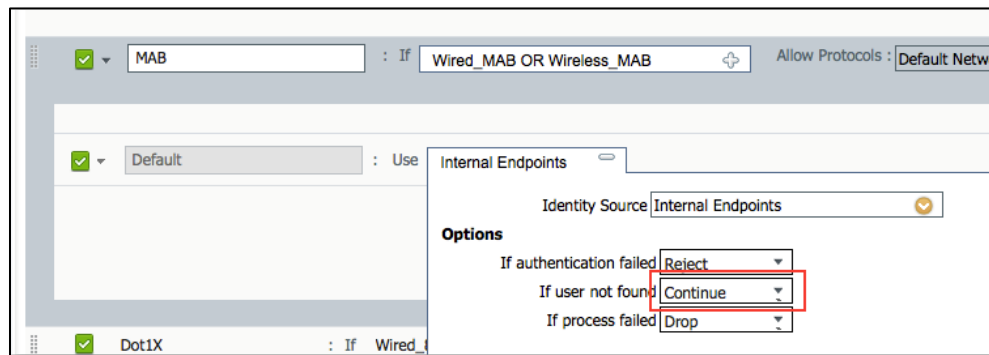 MAB : If Wired_MAB OR Wireless_MAB Allow Protocols : Default Netw
Default : Use Internal Endpoints
Identity Source Internal Endpoints
Options
If authentication failed Reject
If user not found Continue
If process failed Drop
Dot1X : If Wired_8